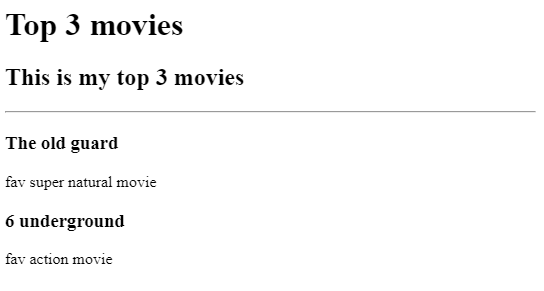 Top 3 movies
This is my top 3 movies
The old guard
fav super natural movie
6 underground
fav action movie